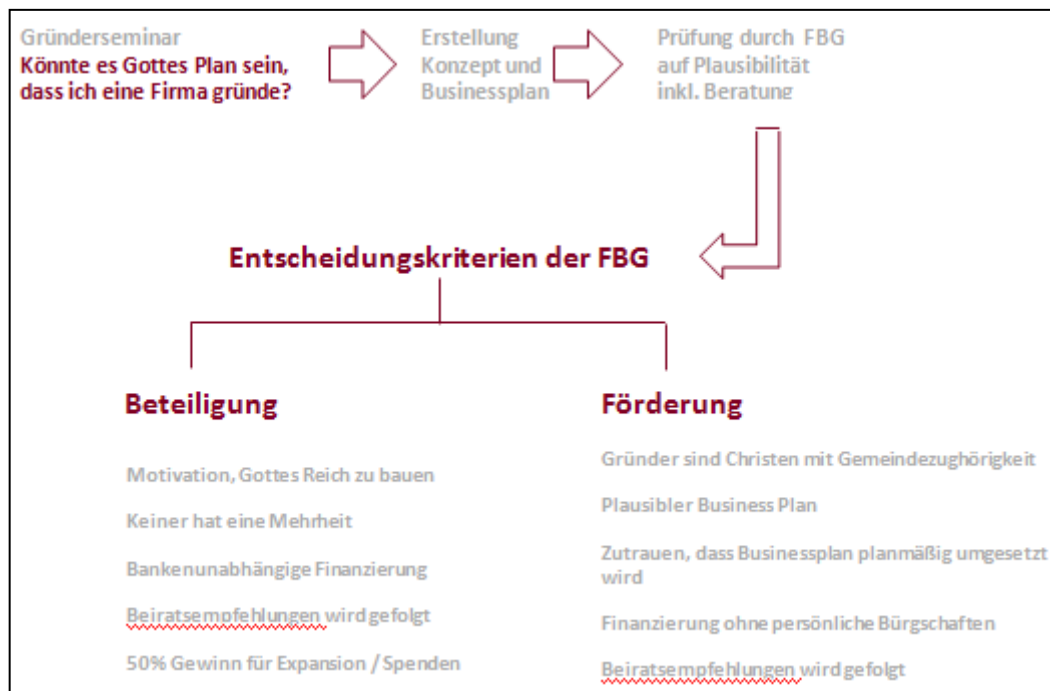 Gründerseminar
Könnte es Gottes Plan sein,
dass ich eine Firma gründe?
Erstellung
Konzept und
Businessplan
Prüfung durch FBG
auf Plausibilität
inkl. Beratung
Entscheidungskriterien der FBG
Beteiligung
Motivation, Gottes Reich zu bauen
Keiner hat eine Mehrheit
Bankenunabhängige Finanzierung
Beiratsempfehlungen wird gefolgt
50% Gewinn für Expansion / Spenden
Förderung
Gründer sind Christen mit Gemeindezughörigkeit
Plausibler Business Plan
Zutrauen, dass Businessplan planmäßig umgesetzt
wird
Finanzierung ohne persönliche Bürgschaften
Beiratsempfehlungen wird gefolgt